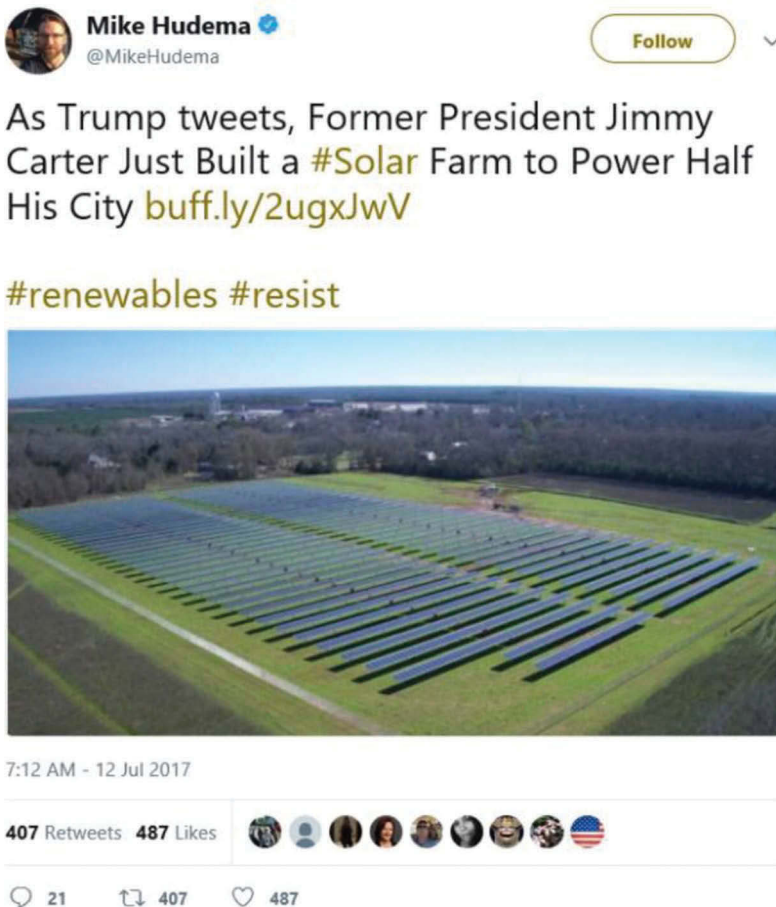 Mike Hudema
@MikeHudema
Follow
As Trump tweets, Former President Jimmy
Carter Just Built a #Solar Farm to Power Half
His City buff.ly/2ugxJwV
#renewables #resist
7:12 AM - 12 Jul 2017
407 Retweets 487 Likes
21 407 487